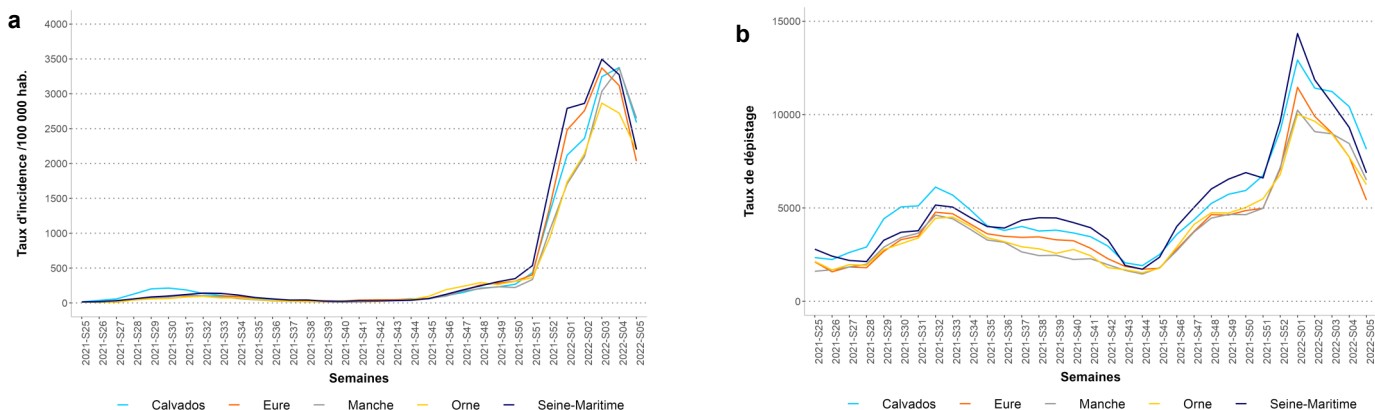 a
Taux d'incidence /100 000 hab.
4000
3500
3000
2500
2000
1500
1000
500
0
2021-S25
2021-S26
2021-S27
2021-S28
2021-S29
2021-S30
2021-S31
2021-S32
2021-S33
2021-S34
2021-S35
2021-S36
2021-S37
2021-S38
2021-S39
2021-S40
2021-S41
2021-S42
2021-S43
2021-S44
2021-S45
2021-S46
2021-S47
2021-S48
2021-S49
2021-S50
2021-S51
2021-S52
2022-S01
2022-S02
2022-S03
2022-S04
2022-S05
Semaines
Calvados Eure Manche Orne Seine-Maritime
b
Taux de dépistage
15000
10000
5000
0
2021-S25
2021-S26
2021-S27
2021-S28
2021-S29
2021-S30
2021-S31
2021-S32
2021-S33
2021-S34
2021-S35
2021-S36
2021-S37
2021-S38
2021-S39
2021-S40
2021-S41
2021-S42
2021-S43
2021-S44
2021-S45
2021-S46
2021-S47
2021-S48
2021-S49
2021-S50
2021-S51
2021-S52
2022-S01
2022-S02
2022-S03
2022-S04
2022-S05
Semaines
Calvados Eure Manche Orne Seine-Maritime